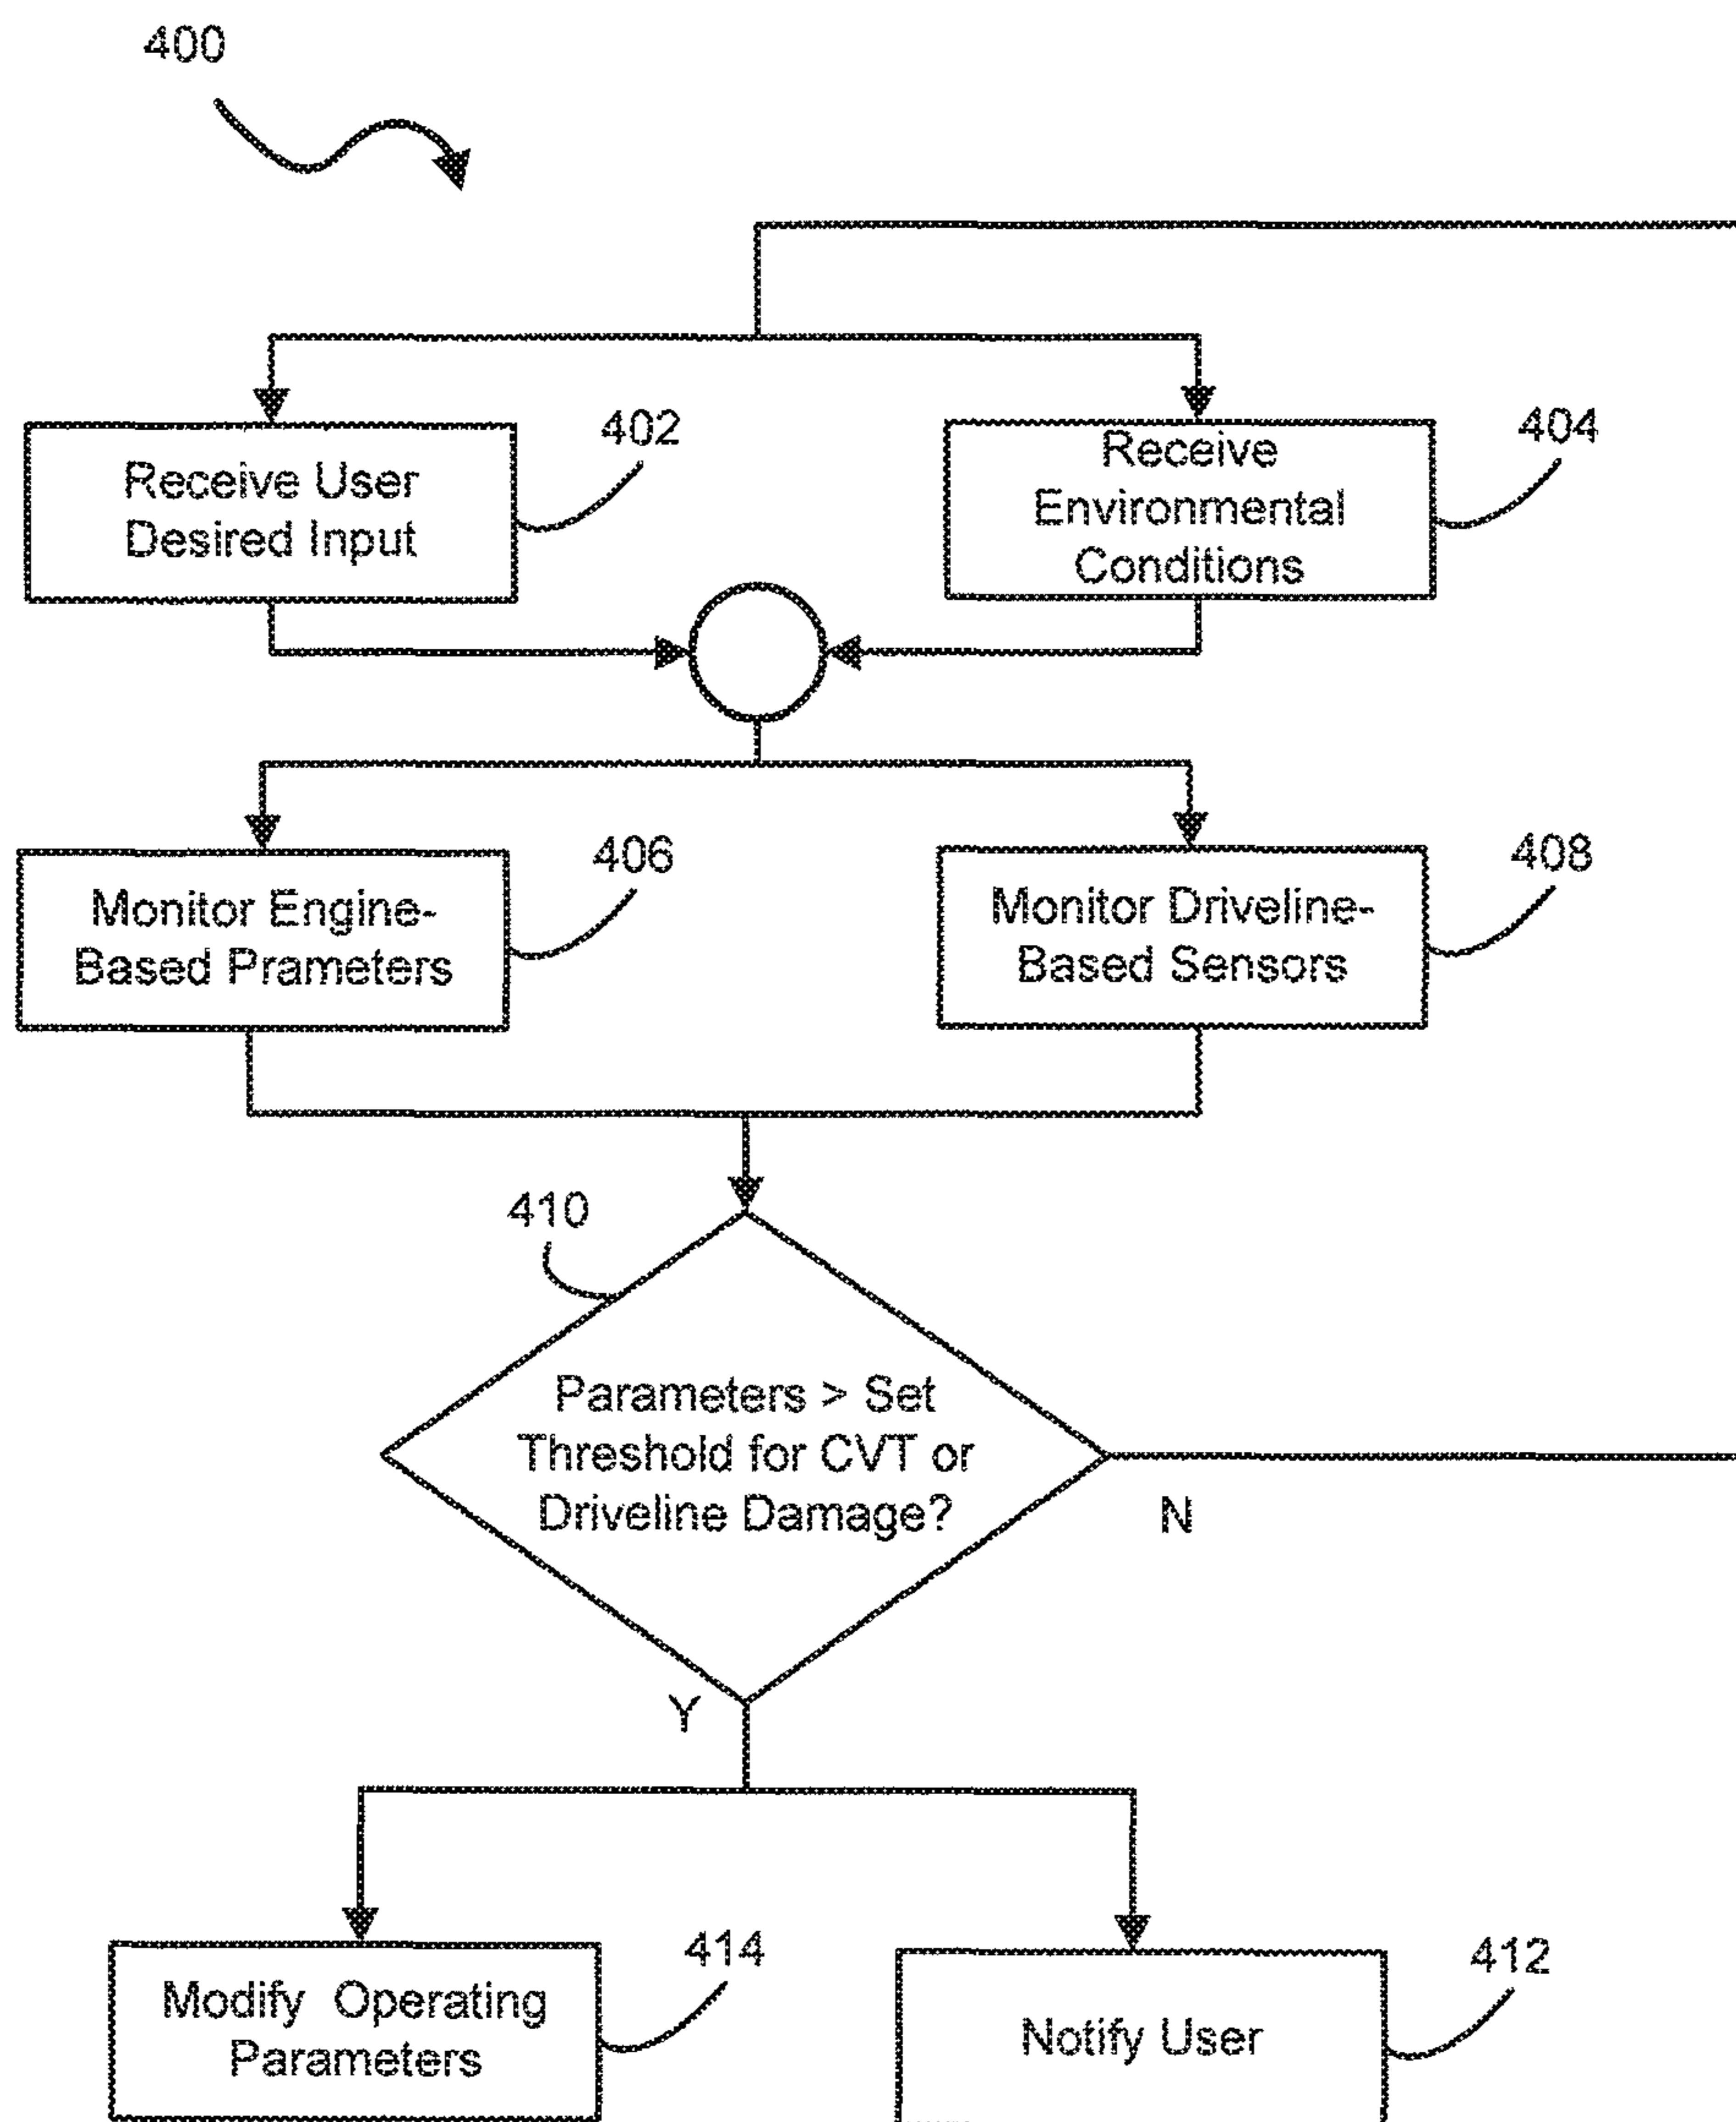 400
402
Receive User
Desired Input
404
Receive
Environmental
Conditions
406
Monitor Engine-
Based Prameters
408
Monitor Driveline-
Based Sensors
410
Parameters > Set
Threshold for CVT or
Driveline Damage?
N
Y
414
Modify Operating
Parameters
412
Notify User